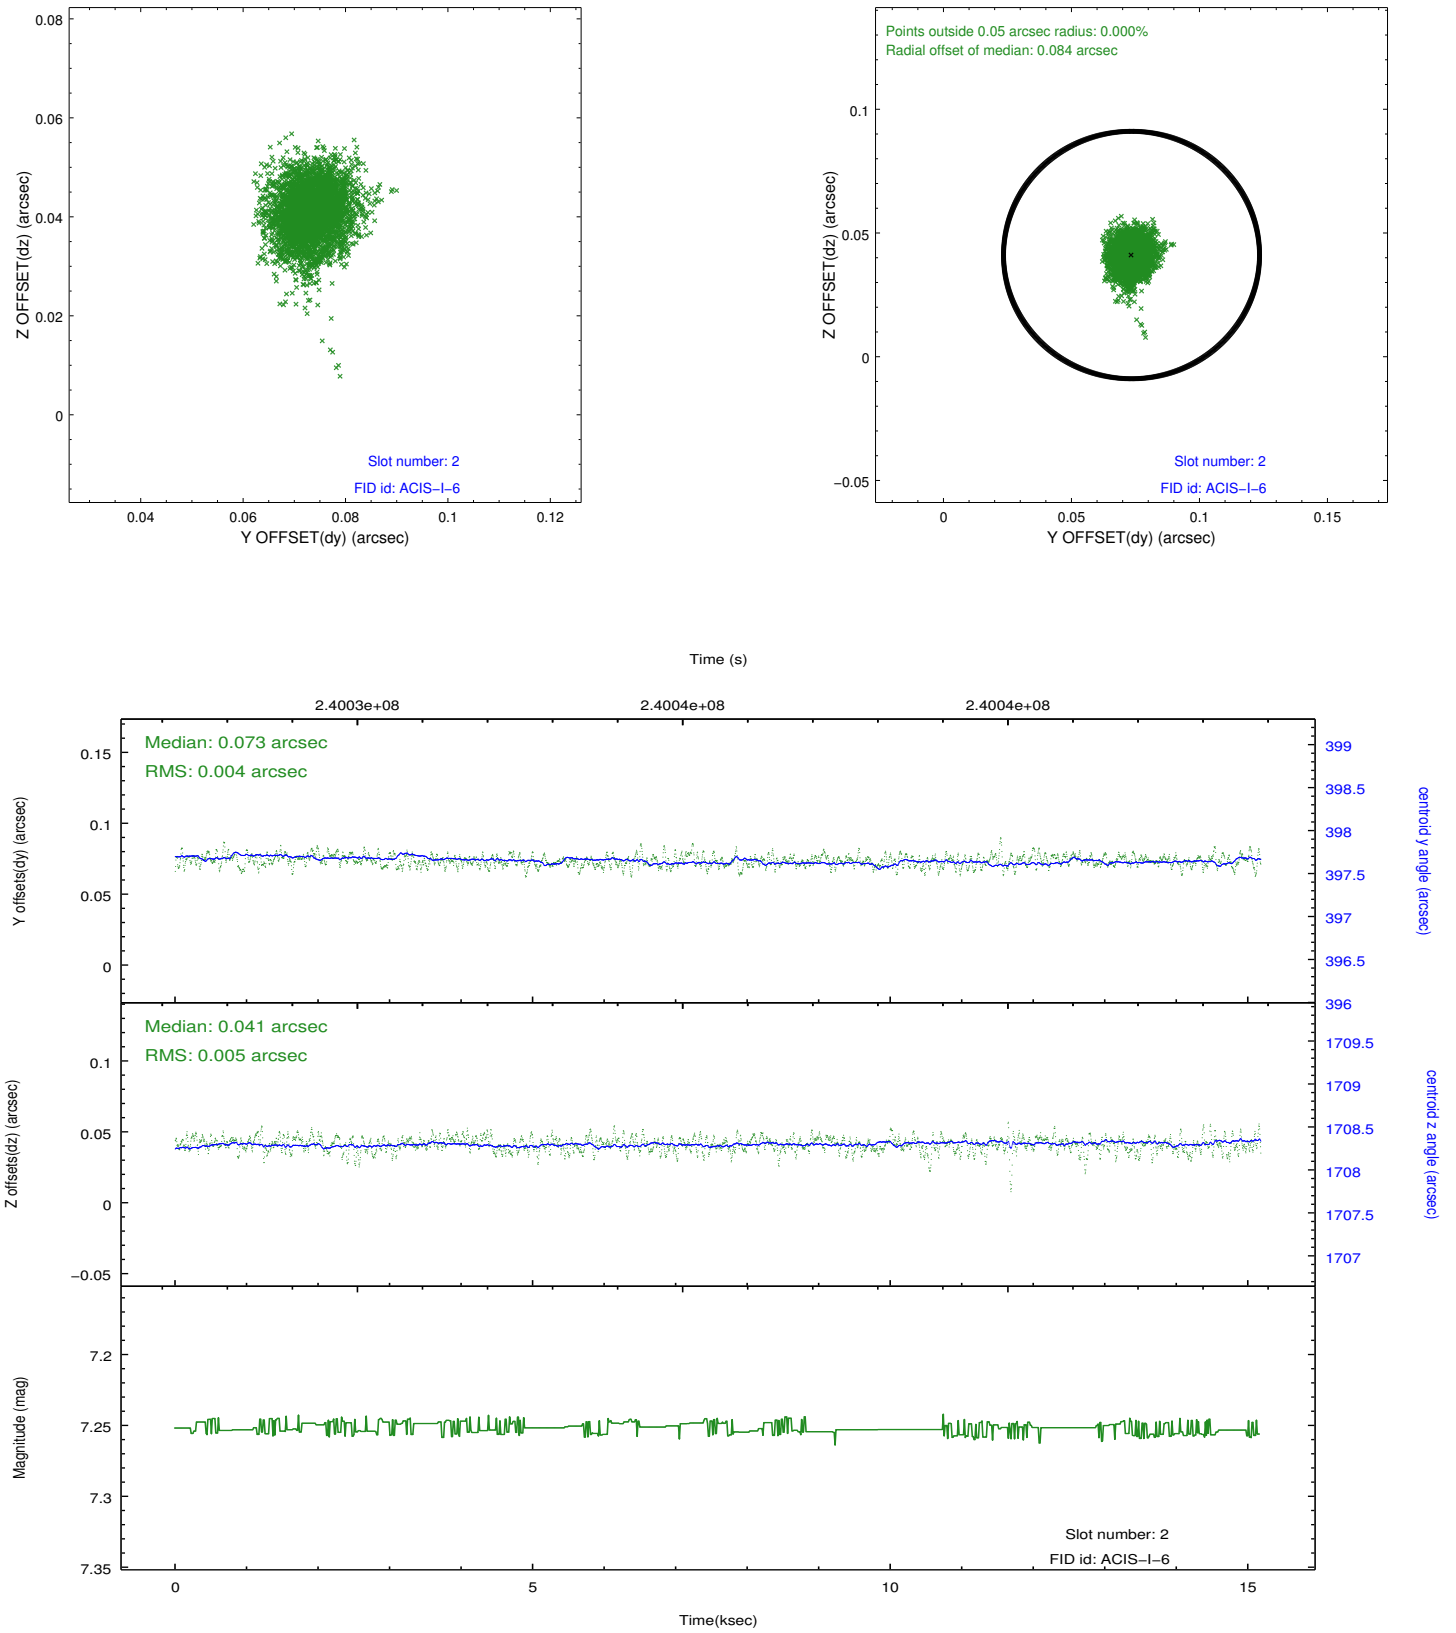 0.08
0.06
0.04
0.02
0
Z OFFSET(dz) (arcsec)
Slot number: 2
FID id: ACIS−I−6
0.04 0.06 0.08 0.1 0.12
Y OFFSET(dy) (arcsec)
Points outside 0.05 arcsec radius: 0.000%
Radial offset of median: 0.084 arcsec
0.1
0.05
0
−0.05
Z OFFSET(dz) (arcsec)
Slot number: 2
FID id: ACIS−I−6
0 0.05 0.1 0.15
Y OFFSET(dy) (arcsec)
Time (s)
2.4003e+08 2.4004e+08 2.4004e+08
Median: 0.073 arcsec
RMS: 0.004 arcsec
0.15
0.1
0.05
0
Y offsets(dy) (arcsec)
399
398.5
398
397.5
397
396.5
396
centroid y angle (arcsec)
Median: 0.041 arcsec
RMS: 0.005 arcsec
0.1
0.05
0
−0.05
Z offsets(dz) (arcsec)
1709.5
1709
1708.5
1708
1707.5
1707
centroid z angle (arcsec)
7.2
7.25
7.3
7.35
Magnitude (mag)
Slot number: 2
FID id: ACIS−I−6
0 5 10 15
Time(ksec)